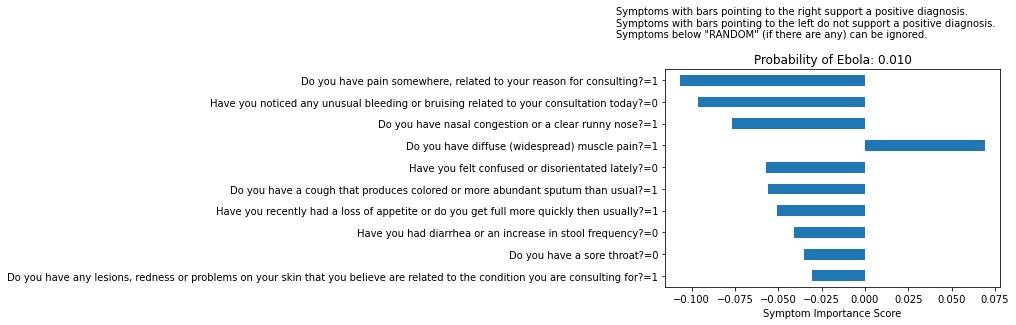 Symptoms with bars pointing to the right support a positive diagnosis.
Symptoms with bars pointing to the left do not support a positive diagnosis.
Symptoms below "RANDOM" (if there are any) can be ignored.
Probability of Ebola: 0.010
Do you have pain somewhere, related to your reason for consulting?=1
Have you noticed any unusual bleeding or bruising related to your consultation today?=0
Do you have nasal congestion or a clear runny nose?=1
Do you have diffuse (widespread) muscle pain?=1
Have you felt confused or disorientated lately?=0
Do you have a cough that produces colored or more abundant sputum than usual?=1
Have you recently had a loss of appetite or do you get full more quickly then usually?=1
Have you had diarrhea or an increase in stool frequency?=0
Do you have a sore throat?=0
Do you have any lesions, redness or problems on your skin that you believe are related to the condition you are consulting for?=1
−0.100 −0.075 −0.050 −0.025 0.000 0.025 0.050 0.075
Symptom Importance Score